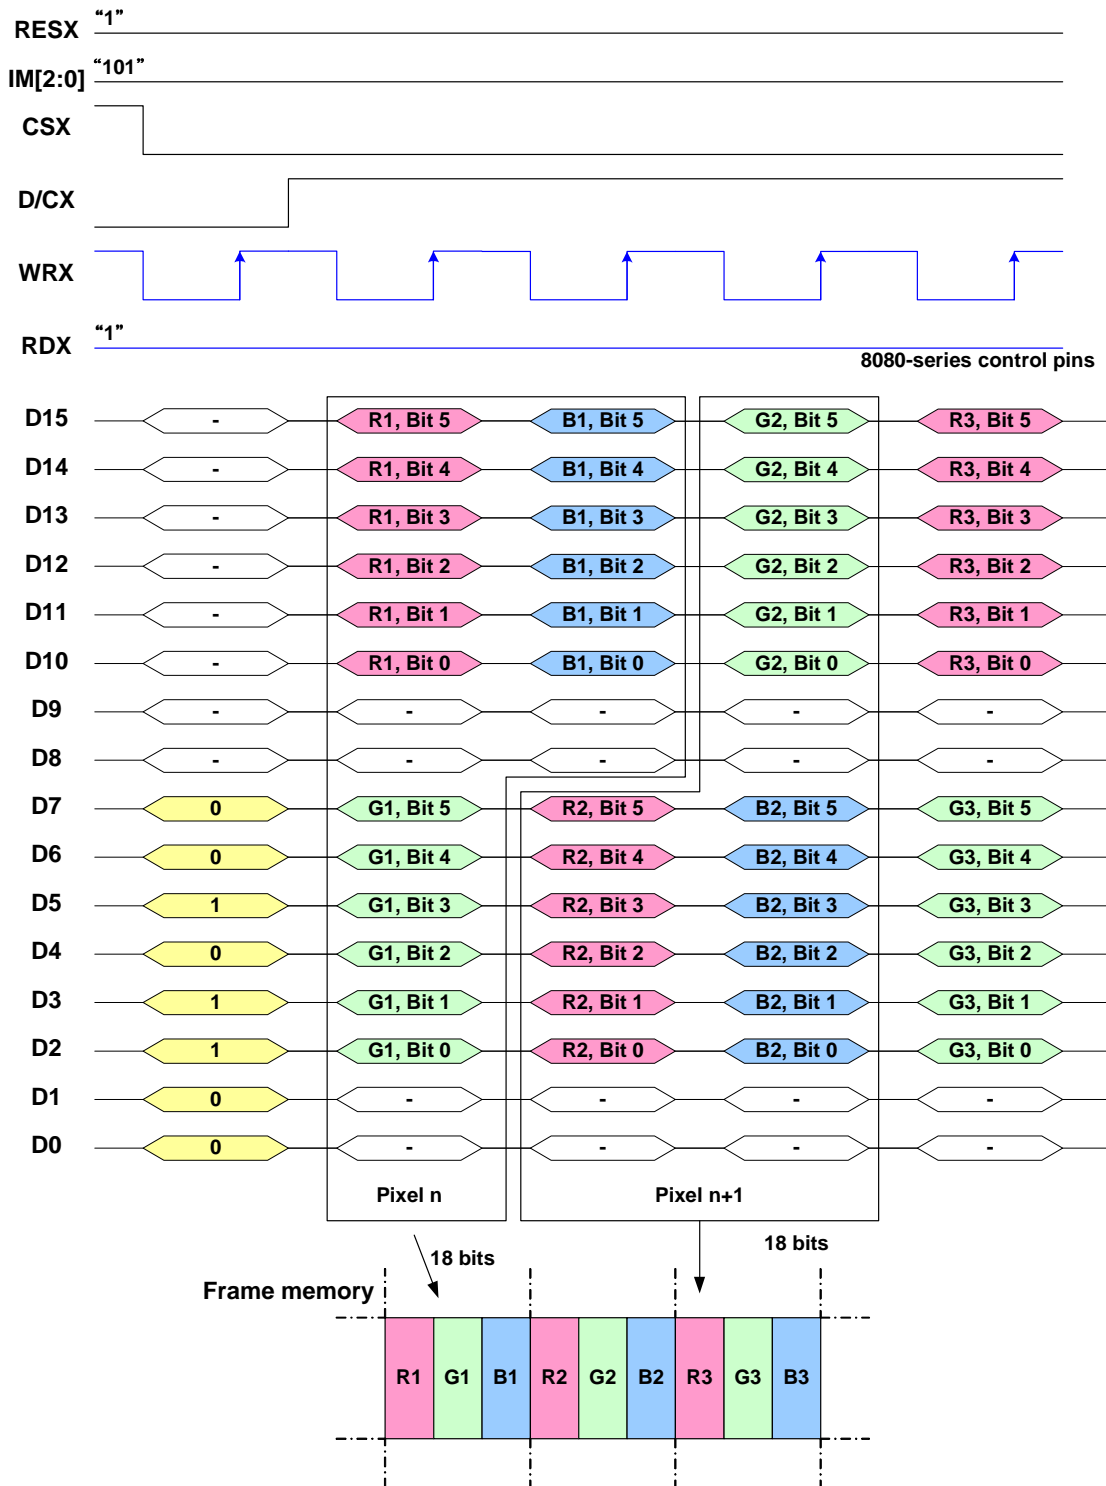 RESX "1"
IM[2:0] "101"
CSX
D/CX
WRX
RDX "1"
8080-series control pins
D15 - R1, Bit 5 B1, Bit 5 G2, Bit 5 R3, Bit 5
D14 - R1, Bit 4 B1, Bit 4 G2, Bit 4 R3, Bit 4
D13 - R1, Bit 3 B1, Bit 3 G2, Bit 3 R3, Bit 3
D12 - R1, Bit 2 B1, Bit 2 G2, Bit 2 R3, Bit 2
D11 - R1, Bit 1 B1, Bit 1 G2, Bit 1 R3, Bit 1
D10 - R1, Bit 0 B1, Bit 0 G2, Bit 0 R3, Bit 0
D9 - - - - -
D8 - - - - -
D7 0 G1, Bit 5 R2, Bit 5 B2, Bit 5 G3, Bit 5
D6 0 G1, Bit 4 R2, Bit 4 B2, Bit 4 G3, Bit 4
D5 1 G1, Bit 3 R2, Bit 3 B2, Bit 3 G3, Bit 3
D4 0 G1, Bit 2 R2, Bit 2 B2, Bit 2 G3, Bit 2
D3 1 G1, Bit 1 R2, Bit 1 B2, Bit 1 G3, Bit 1
D2 1 G1, Bit 0 R2, Bit 0 B2, Bit 0 G3, Bit 0
D1 0 - - - -
D0 0 - - - -
Pixel n Pixel n+1
18 bits 18 bits
Frame memory
R1 G1 B1 R2 G2 B2 R3 G3 B3